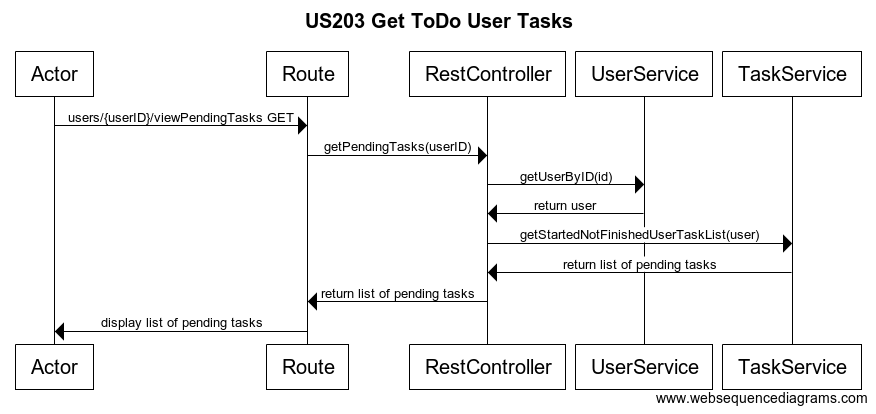 US203 Get ToDo User Tasks
Actor Route RestController UserService TaskService
users/{userID}/viewPendingTasks GET
getPendingTasks(userID)
getUserByID(id)
return user
getStartedNotFinishedUserTaskList(user)
return list of pending tasks
return list of pending tasks
display list of pending tasks
Actor Route RestController UserService TaskService
www.websequencediagrams.com